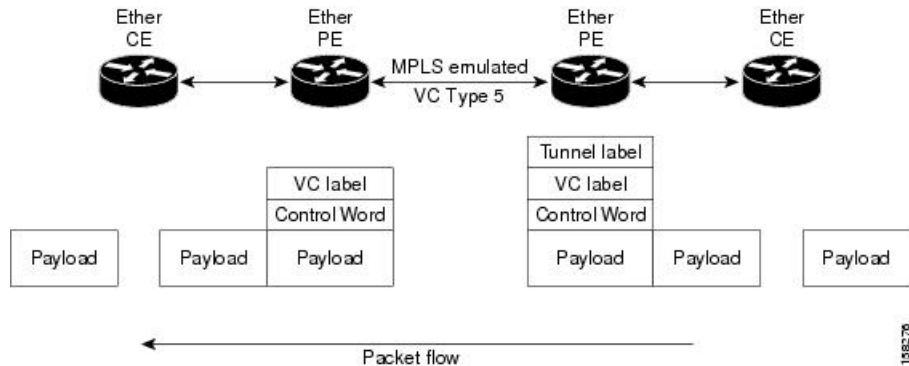 Ether CE
Ether PE
Ether PE
Ether CE
MPLS emulated
VC Type 5
Tunnel label
VC label
VC label
Control Word
Control Word
Payload
Payload
Payload
Payload
Payload
Payload
Packet flow
158276